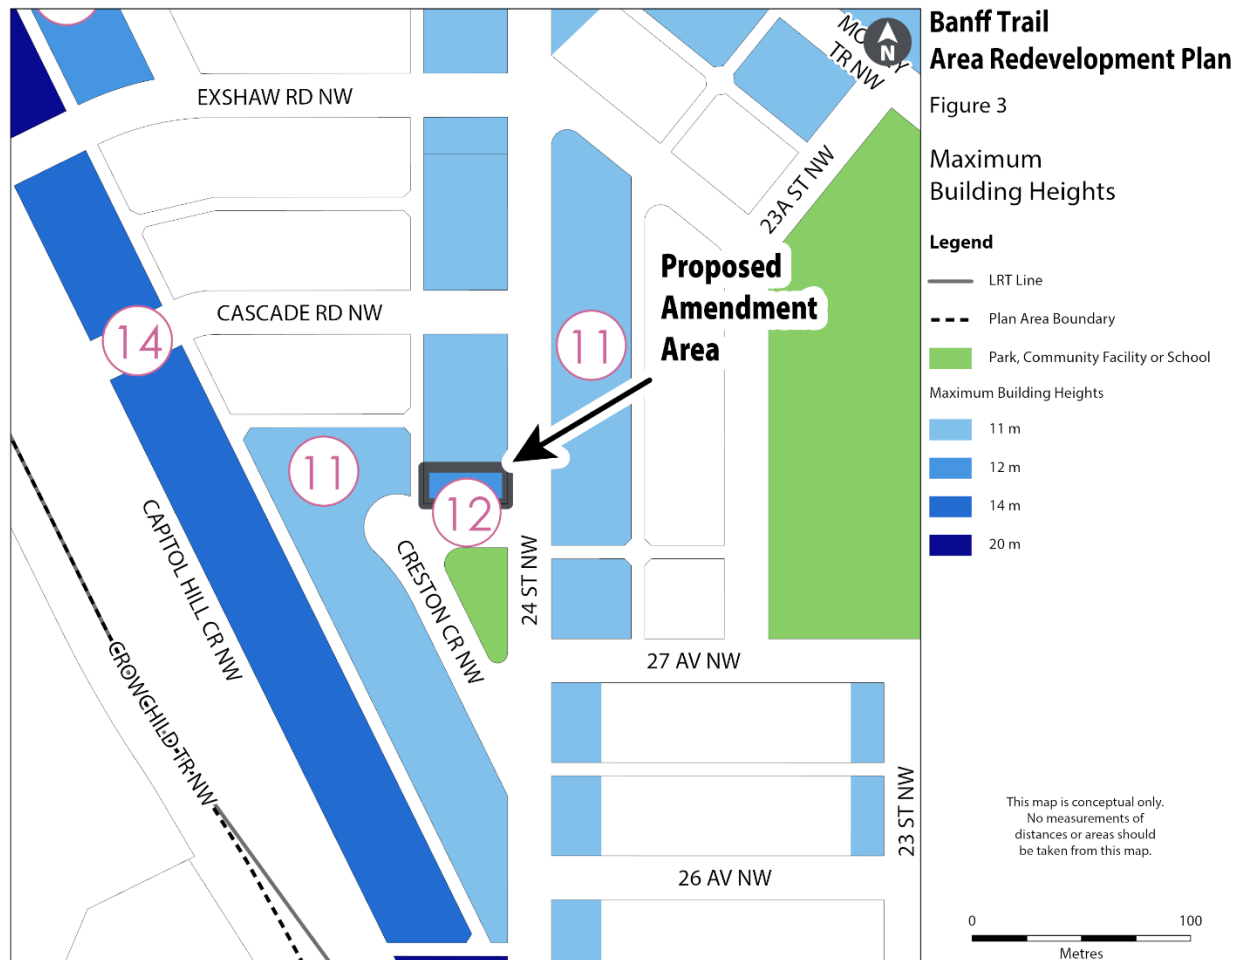 Banff Trail
Area Redevelopment Plan
Figure 3
Maximum
Building Heights
Legend
LRT Line
Plan Area Boundary
Park, Community Facility or School
Maximum Building Heights
11 m
12 m
14 m
20 m
This map is conceptual only.
No measurements of
distances or areas should
be taken from this map.
0 100
Metres
N
TR NW
EXSHAW RD NW
23A ST NW
Proposed
Amendment
Area
CASCADE RD NW
14
11
11
12
CAPITOL HILL CR NW
CRESTON CR NW
24 ST NW
CROWCHILD TR NW
27 AV NW
23 ST NW
26 AV NW